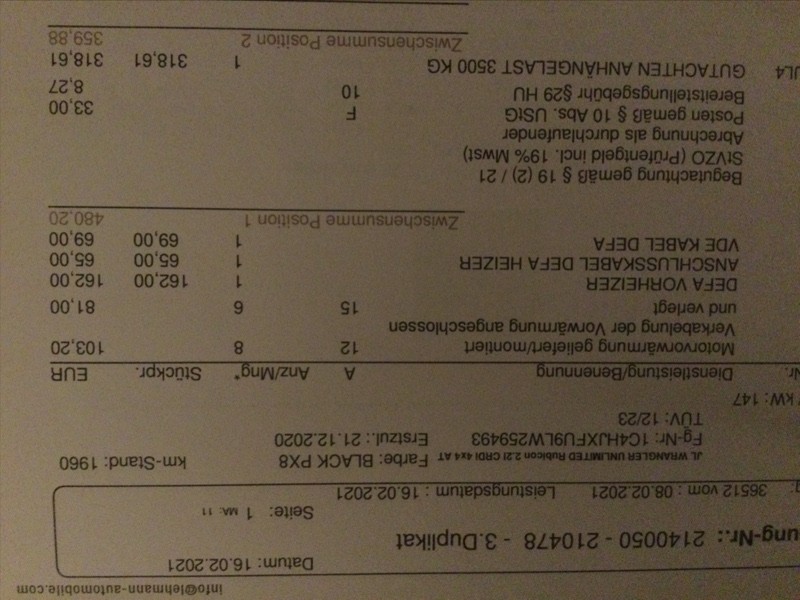 info@lehmann-automobile.com
Datum: 16.02.2021
ung-Nr.: 2140050 - 210478 - 3.Duplikat
Seite: 1 MA: 11
g: 36512 vom : 08.02.2021 Leistungsdatum : 16.02.2021
JL WRANGLER UNLIMITED Rubicon 2.2l CRDI 4x4 AT Farbe: BLACK PX8 km-Stand: 1960
Fg-Nr: 1C4HJXFU9LW259493 Erstzul.: 21.12.2020
TÜV: 12/23
/ kW: 147
Nr. Dienstleistung/Benennung A Anz/Mng* Stückpr. EUR
Motorvorwärmung geliefert/montiert 12 8 103,20
Verkabelung der Vorwärmung angeschlossen
und verlegt 15 6 81,00
DEFA VORHEIZER 1 162,00 162,00
ANSCHLUSSKABEL DEFA HEIZER 1 65,00 65,00
VDE KABEL DEFA 1 69,00 69,00
Zwischensumme Position 1 480,20
Begutachtung gemäß § 19 (2) / 21
StVZO (Prüfentgeld incl. 19% Mwst)
Abrechnung als durchlaufender
Posten gemäß § 10 Abs. UStG F 33,00
Bereitstellungsgebühr §29 HU 10 8,27
JL4 GUTACHTEN ANHÄNGELAST 3500 KG 1 318,61 318,61
Zwischensumme Position 2 359,88